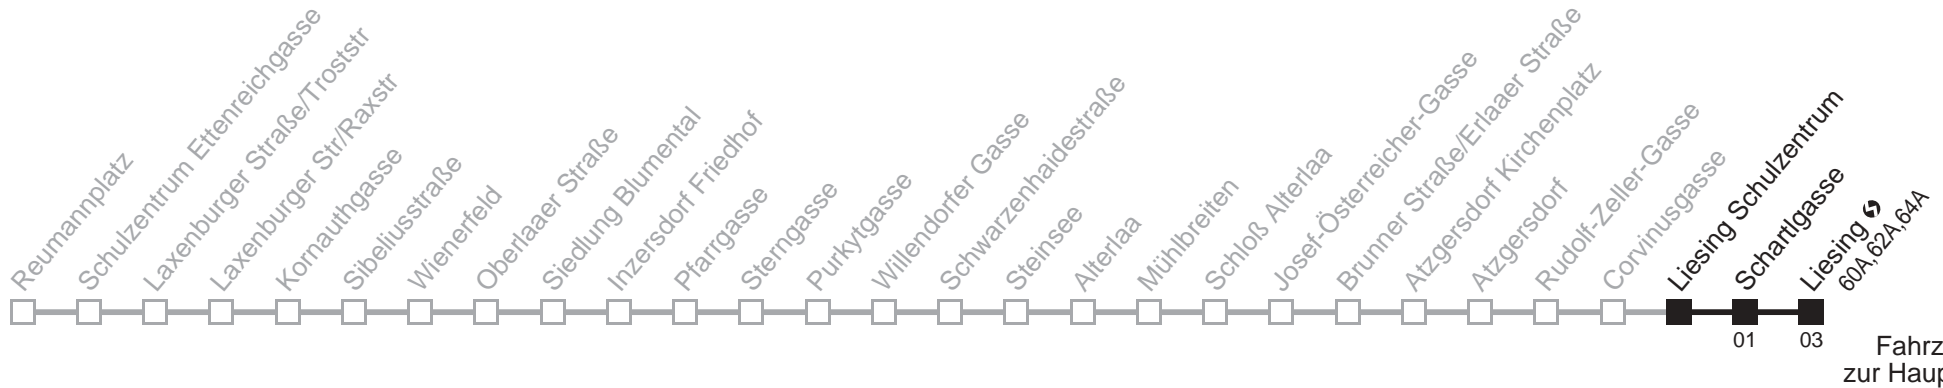 Reumannplatz
Schulzentrum Ettenreichgasse
Laxenburger Straße/Troststr
Laxenburger Str/Raxstr
Kornauthgasse
Sibeliusstraße
Wienerfeld
Oberlaaer Straße
Siedlung Blumental
Inzersdorf Friedhof
Pfarrgasse
Sterngasse
Purkytgasse
Willendorfer Gasse
Schwarzenhaidestraße
Steinsee
Alterlaa
Mühlbreiten
Schloß Alterlaa
Josef-Österreicher-Gasse
Brunner Straße/Erlaaer Straße
Atzgersdorf Kirchenplatz
Atzgersdorf
Rudolf-Zeller-Gasse
Corvinusgasse
Liesing Schulzentrum
Schartlgasse
Liesing
60A,62A,64A
01
03
Fahrz
zur Haup